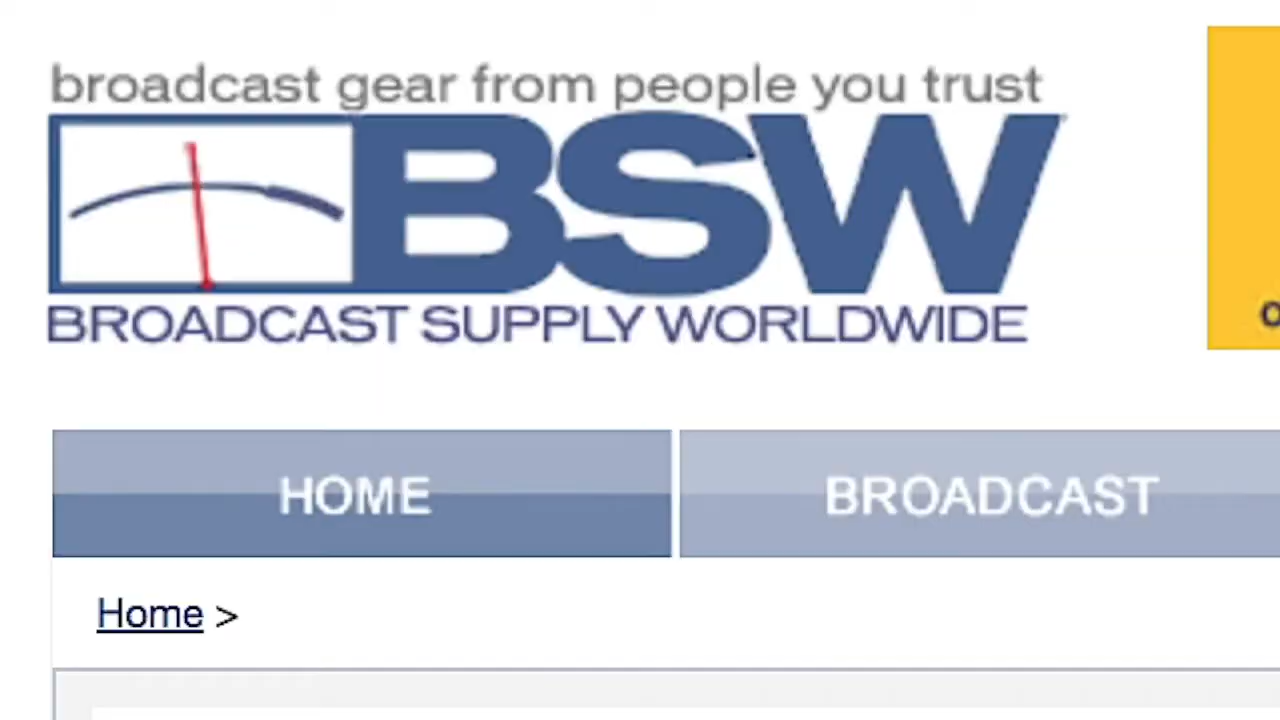 broadcast gear from people you trust
BSW
BROADCAST SUPPLY WORLDWIDE
HOME
BROADCAST
Home >